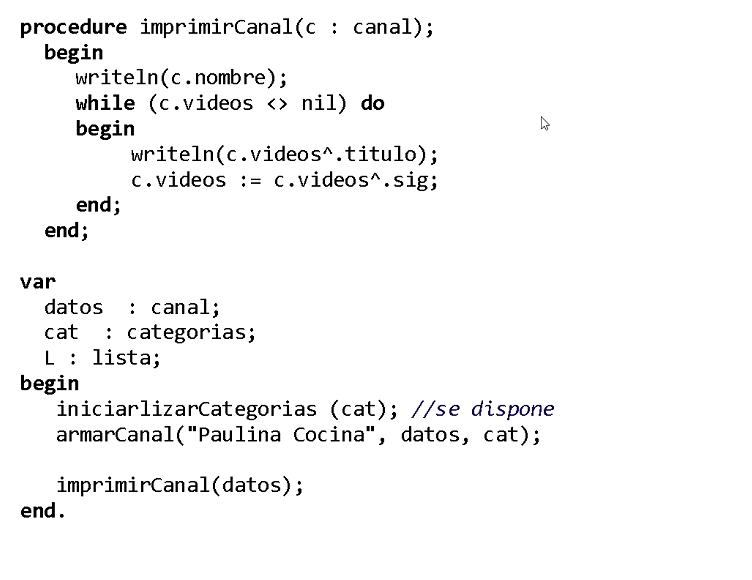 procedure imprimirCanal(c : canal);
begin
writeln(c.nombre);
while (c.videos <> nil) do
begin
writeln(c.videos^.titulo);
c.videos := c.videos^.sig;
end;
end;
var
datos : canal;
cat : categorias;
L : lista;
begin
iniciarlizarCategorias (cat); //se dispone
armarCanal("Paulina Cocina", datos, cat);
imprimirCanal(datos);
end.